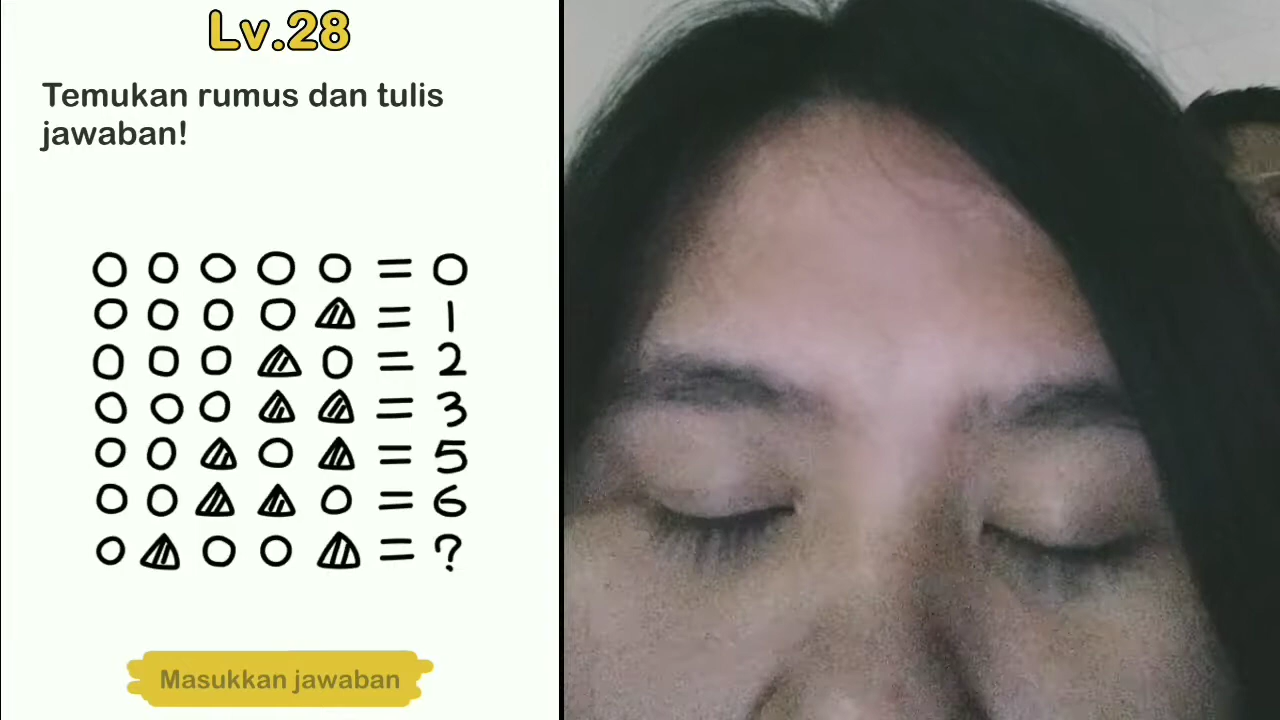 Lv.28
Temukan rumus dan tulis
jawaban!
= 0
= 1
= 2
= 3
= 5
= 6
= ?
Masukkan jawaban